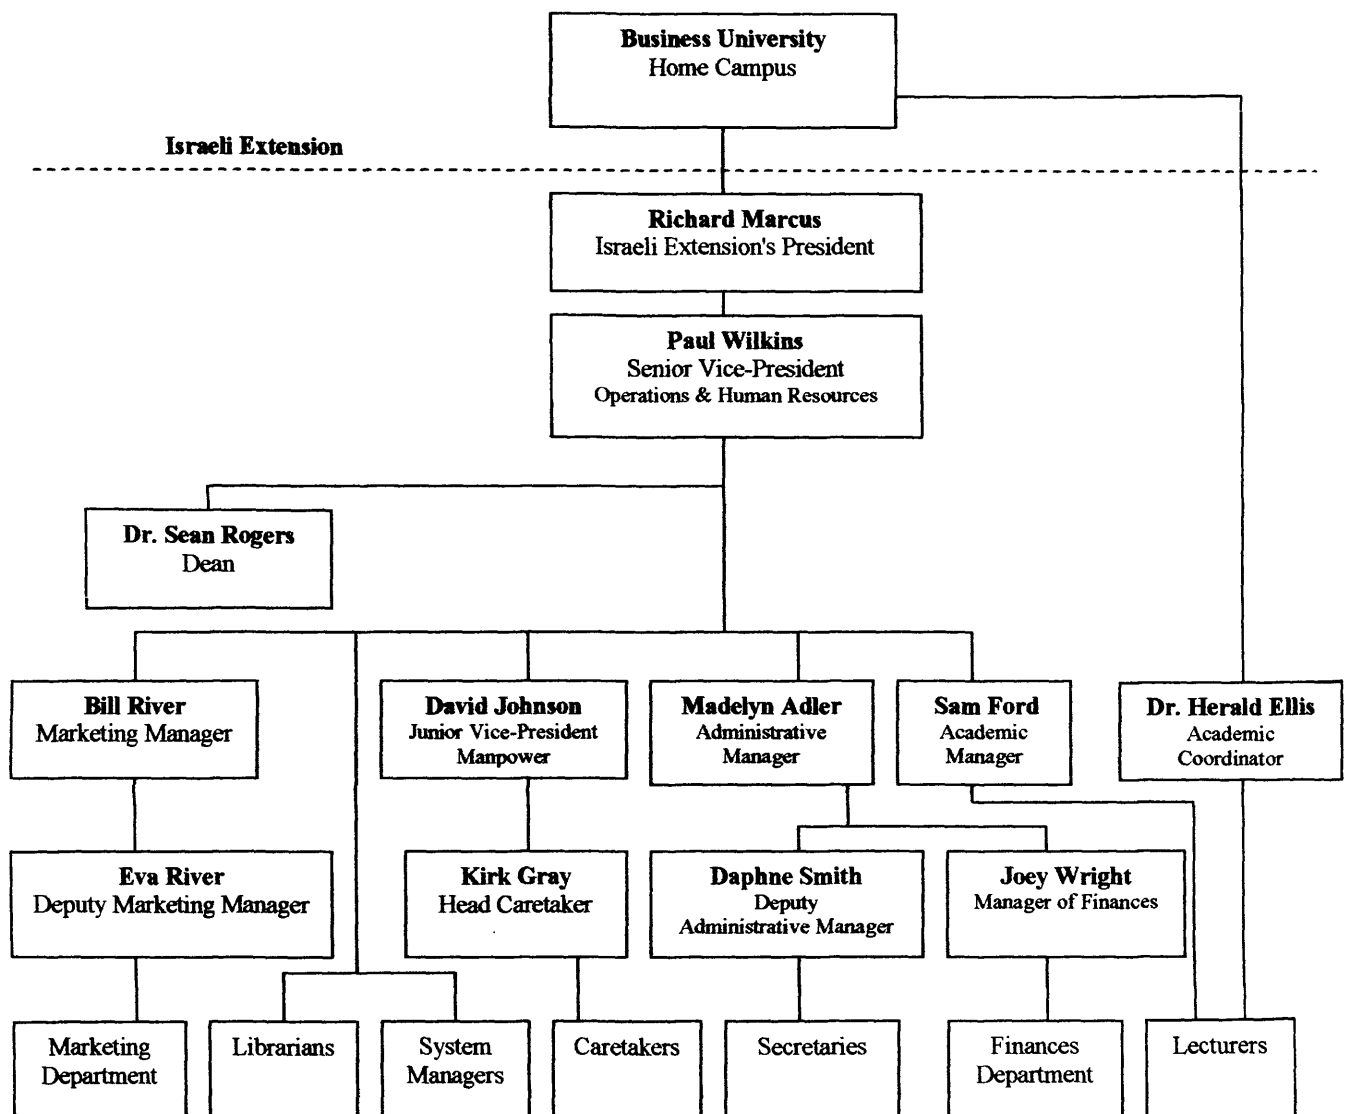 Business University
Home Campus
Israeli Extension
Richard Marcus
Israeli Extension's President
Paul Wilkins
Senior Vice-President
Operations & Human Resources
Dr. Sean Rogers
Dean
Bill River
Marketing Manager
David Johnson
Junior Vice-President
Manpower
Madelyn Adler
Administrative
Manager
Sam Ford
Academic
Manager
Dr. Herald Ellis
Academic
Coordinator
Eva River
Deputy Marketing Manager
Kirk Gray
Head Caretaker
Daphne Smith
Deputy
Administrative Manager
Joey Wright
Manager of Finances
Marketing
Department
Librarians
System
Managers
Caretakers
Secretaries
Finances
Department
Lecturers